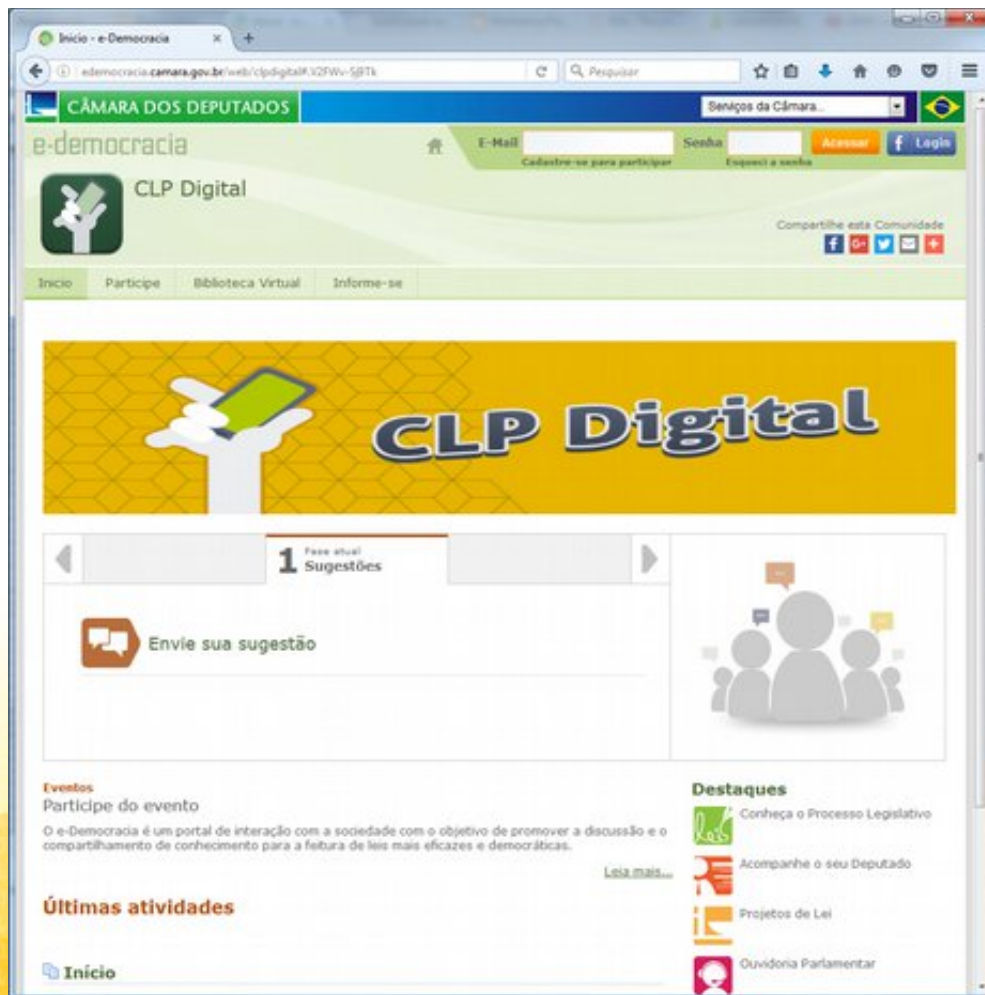 Inicio - e-Democracia
edemocracia.camara.gov.br/web/clpdigital#.V2FWv-SJ8Tk
Pesquisar
CÂMARA DOS DEPUTADOS
Serviços da Câmara...
e-democracia
E-Mail
Senha
Acessar
Login
Cadastre-se para participar
Esqueci a senha
CLP Digital
Compartilhe esta Comunidade
Inicio
Participe
Biblioteca Virtual
Informe-se
CLP Digital
1 Fase atual
Sugestões
Envie sua sugestão
Eventos
Participe do evento
O e-Democracia é um portal de interação com a sociedade com o objetivo de promover a discussão e o
compartilhamento de conhecimento para a feitura de leis mais eficazes e democráticas.
Leia mais...
Últimas atividades
Início
Destaques
Conheça o Processo Legislativo
Acompanhe o seu Deputado
Projetos de Lei
Ouvidoria Parlamentar